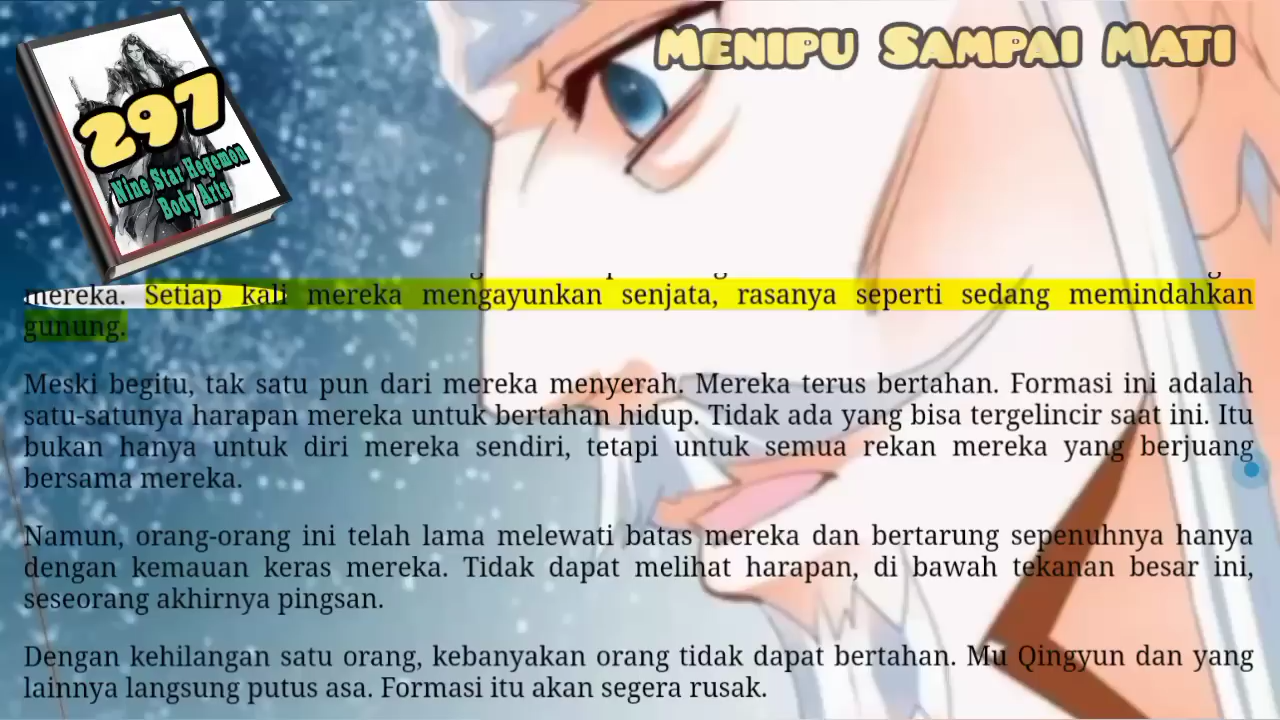 Menipu Sampai Mati
297
Nine Star Hegemon
Body Arts
mereka. Setiap kali mereka mengayunkan senjata, rasanya seperti sedang memindahkan
gunung.
Meski begitu, tak satu pun dari mereka menyerah. Mereka terus bertahan. Formasi ini adalah
satu-satunya harapan mereka untuk bertahan hidup. Tidak ada yang bisa tergelincir saat ini. Itu
bukan hanya untuk diri mereka sendiri, tetapi untuk semua rekan mereka yang berjuang
bersama mereka.
Namun, orang-orang ini telah lama melewati batas mereka dan bertarung sepenuhnya hanya
dengan kemauan keras mereka. Tidak dapat melihat harapan, di bawah tekanan besar ini,
seseorang akhirnya pingsan.
Dengan kehilangan satu orang, kebanyakan orang tidak dapat bertahan. Mu Qingyun dan yang
lainnya langsung putus asa. Formasi itu akan segera rusak.